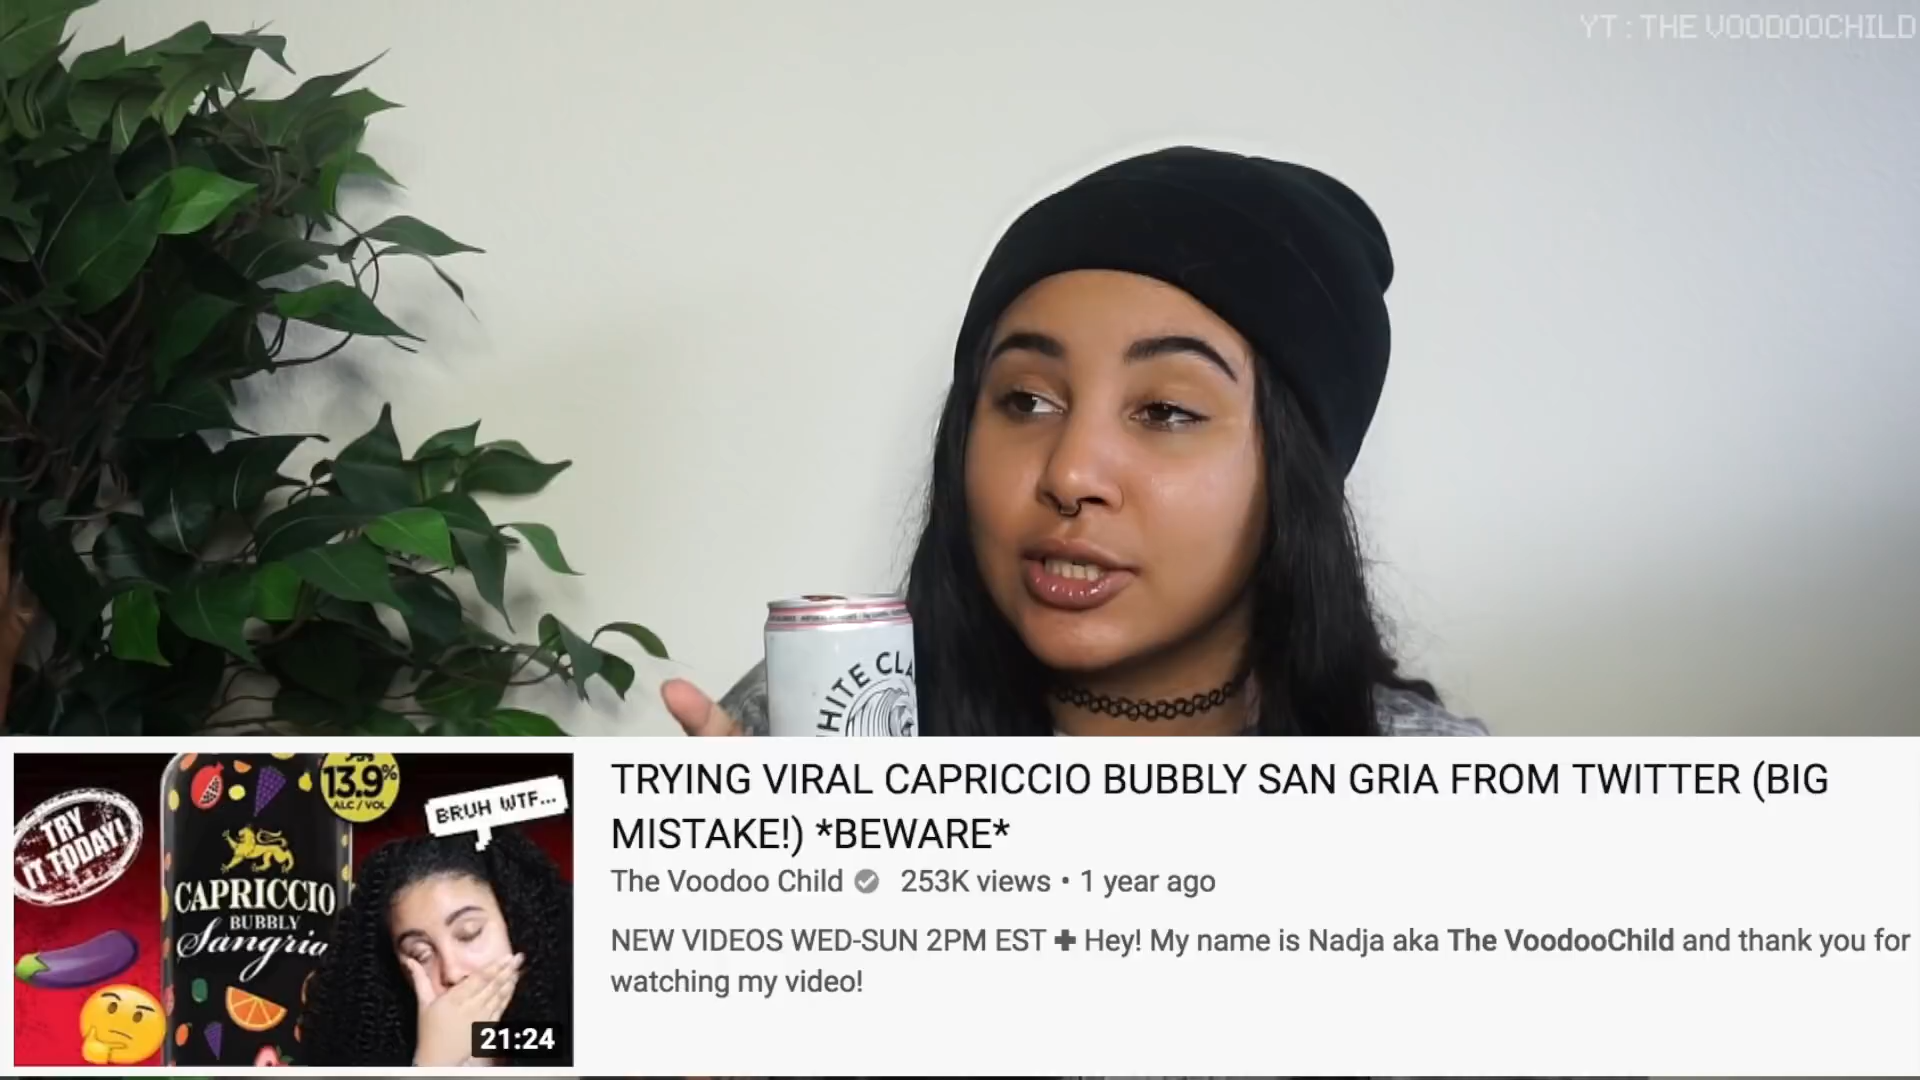 YT : THE VOODOOCHILD
WHITE CLA
TRY
IT TODAY!
13.9%
ALC / VOL
BRUH WTF...
CAPRICCIO
BUBBLY
Sangria
21:24
TRYING VIRAL CAPRICCIO BUBBLY SAN GRIA FROM TWITTER (BIG
MISTAKE!) *BEWARE*
The Voodoo Child 253K views • 1 year ago
NEW VIDEOS WED-SUN 2PM EST ✚ Hey! My name is Nadja aka The VoodooChild and thank you for
watching my video!